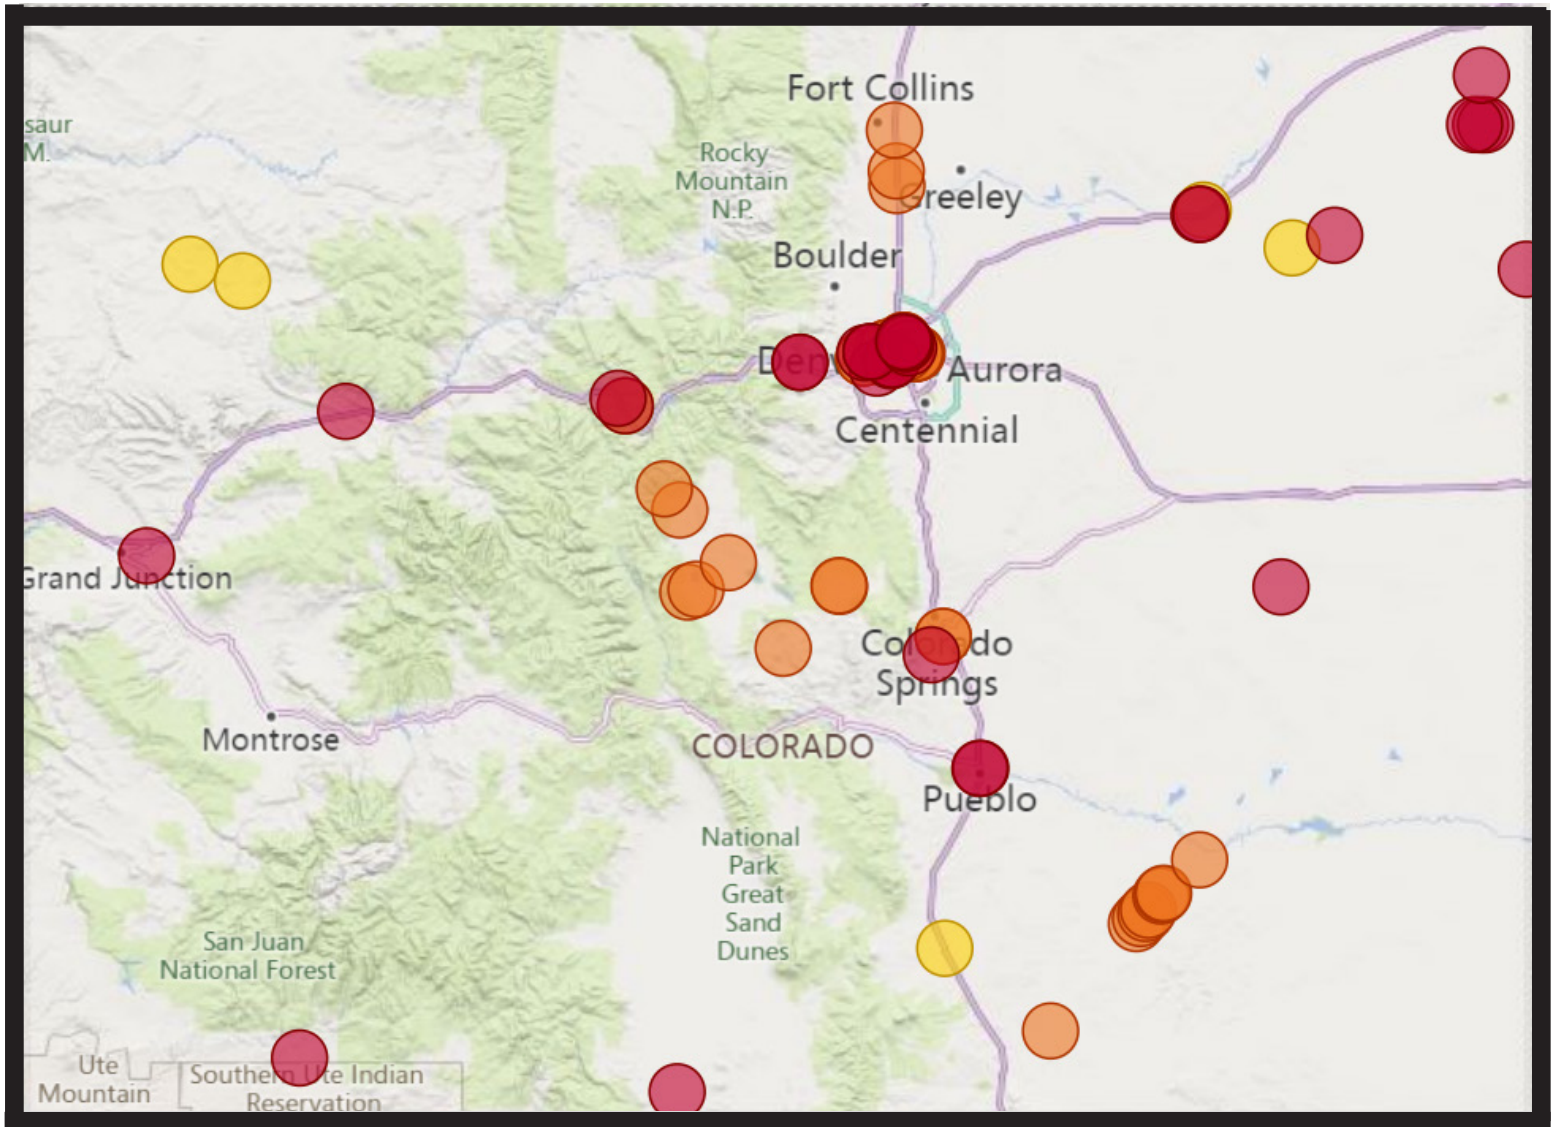 Fort Collins
saur
M.
Rocky
Mountain
N.P.
Greeley
Boulder
Aurora
Centennial
Grand Junction
Colorado
Springs
Montrose
COLORADO
Pueblo
National
Park
Great
Sand
Dunes
San Juan
National Forest
Ute
Mountain
Southern Ute Indian
Reservation